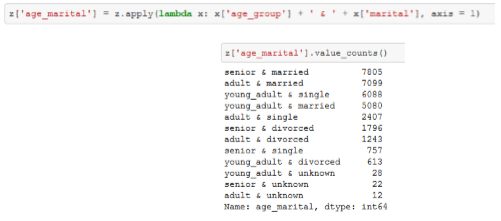 z['age_marital'] = z.apply(lambda x: x['age_group'] + ' & ' + x['marital'], axis = 1)
z['age_marital'].value_counts()
senior & married 7805
adult & married 7099
young_adult & single 6088
young_adult & married 5080
adult & single 2407
senior & divorced 1796
adult & divorced 1243
senior & single 757
young_adult & divorced 613
young_adult & unknown 28
senior & unknown 22
adult & unknown 12
Name: age_marital, dtype: int64